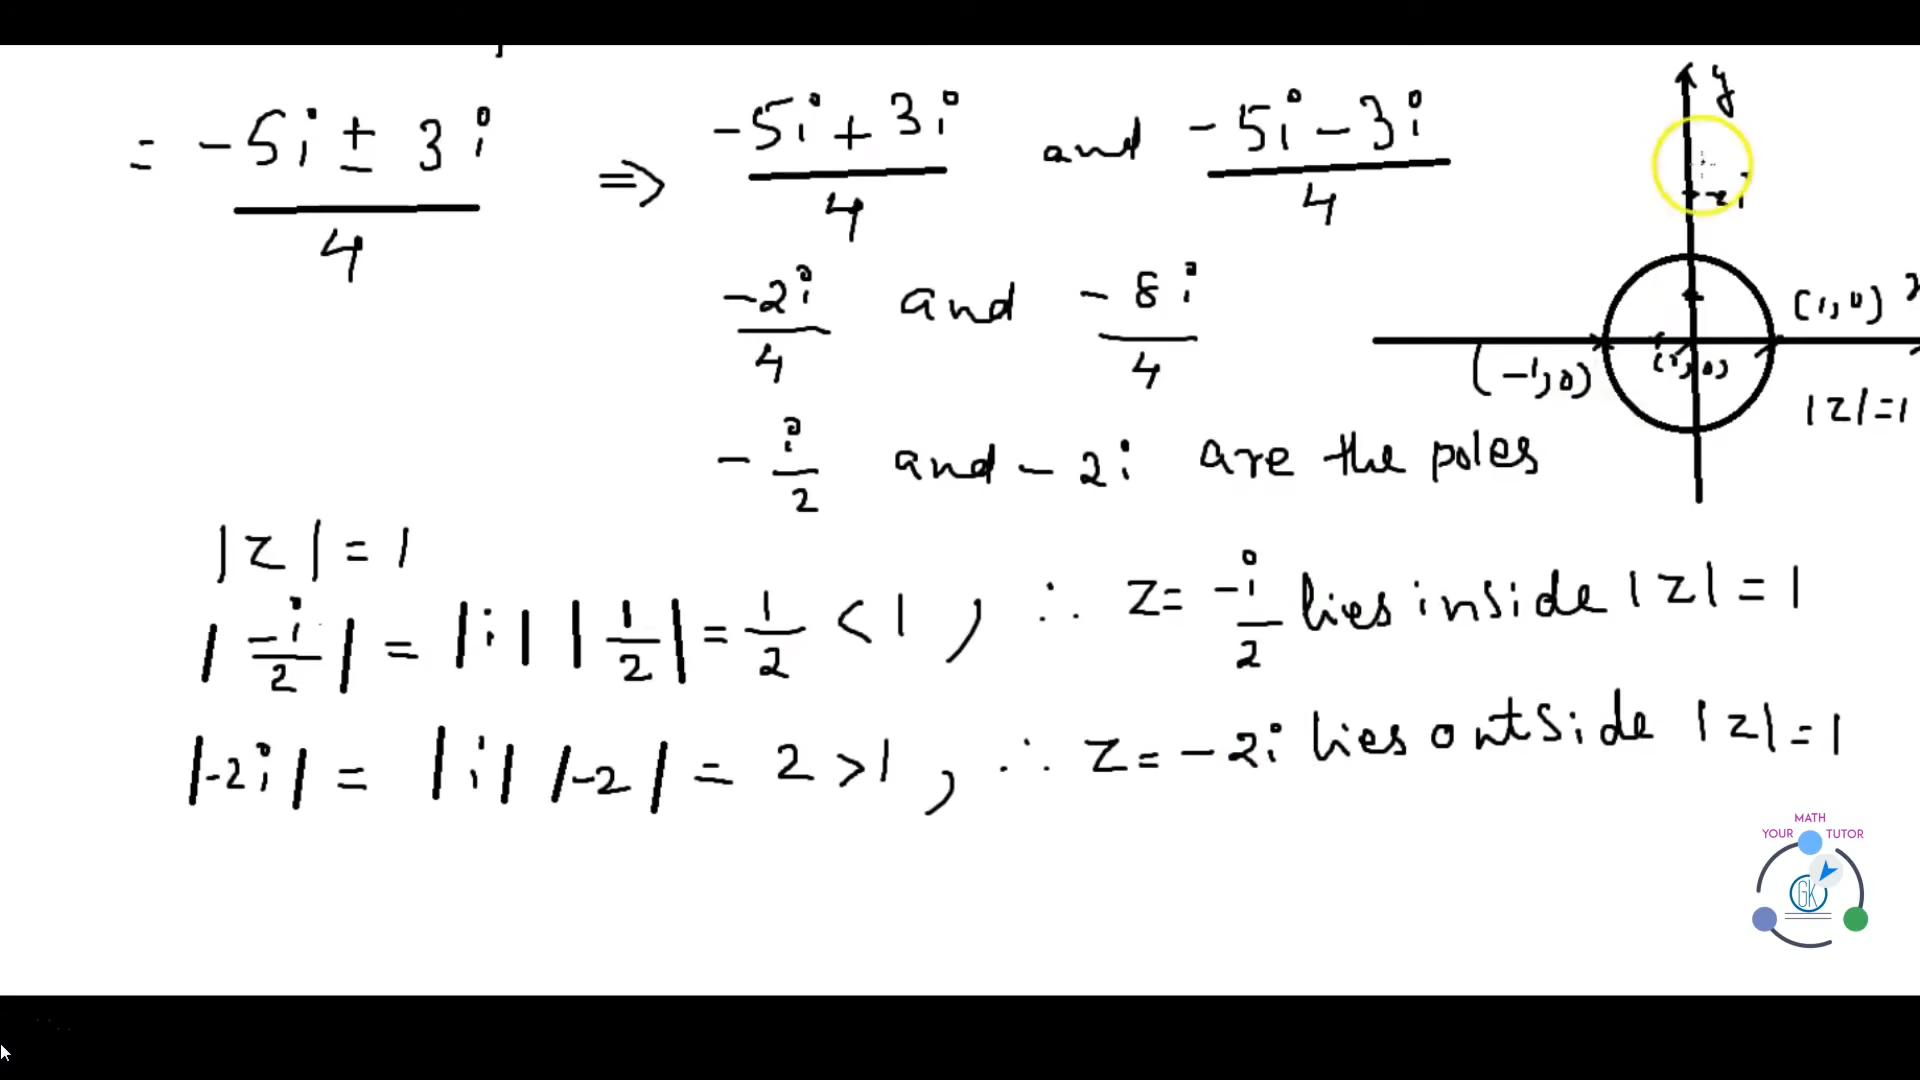 = -5i ± 3i / 4 ⇒ -5i + 3i / 4 and -5i - 3i / 4
-2i / 4 and - 8i / 4
- i / 2 and - 2i are the poles
y
-2i
(1,0) x
(-1,0)
|z|=1
|z| = 1
|-i/2| = |i| |1/2| = 1/2 < 1 , ∴ z = -i/2 lies inside |z| = 1
|-2i| = |i| |-2| = 2 > 1 , ∴ z = -2i lies outside |z| = 1
MATH
YOUR TUTOR
GK